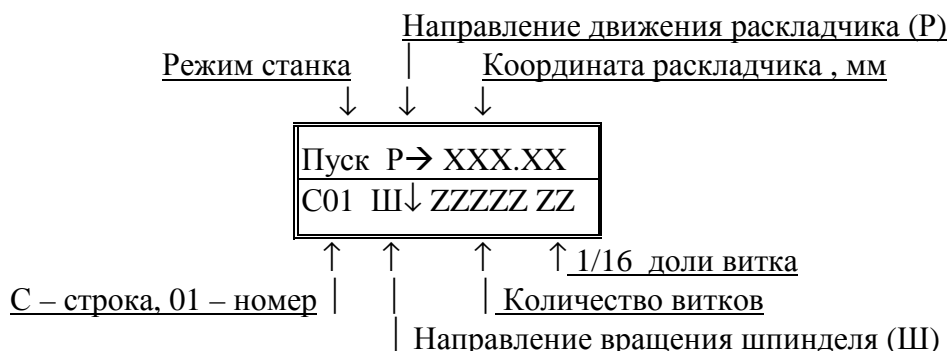 Направление движения раскладчика (Р)
Режим станка | Координата раскладчика , мм
↓ ↓ ↓
Пуск Р→ XXX.XX
С01 Ш↓ ZZZZZ ZZ
↑ ↑ ↑ ↑ 1/16 доли витка
С – строка, 01 – номер | | | Количество витков
| Направление вращения шпинделя (Ш)